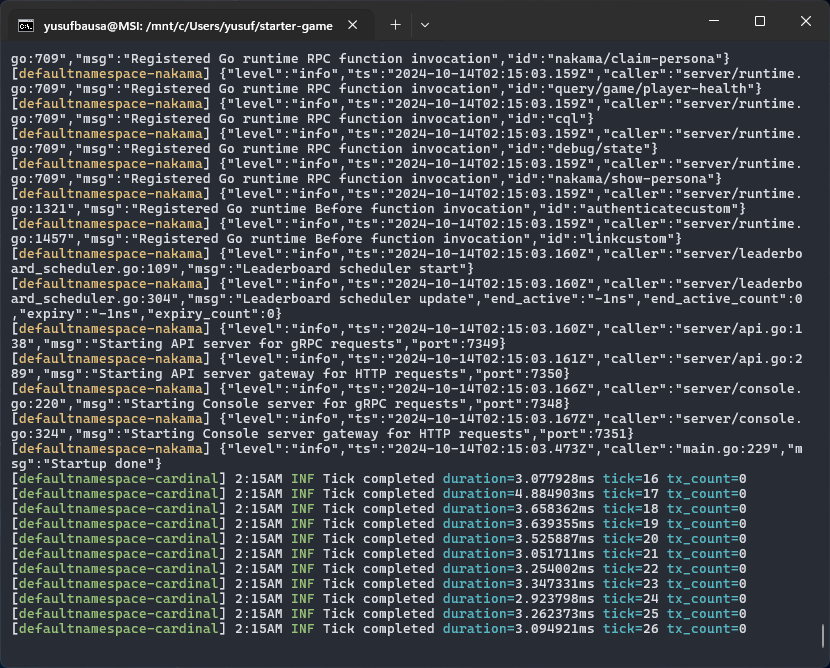 yusufbausa@MSI: /mnt/c/Users/yusuf/starter-game
go:709","msg":"Registered Go runtime RPC function invocation","id":"nakama/claim-persona"}
[defaultnamespace-nakama] {"level":"info","ts":"2024-10-14T02:15:03.159Z","caller":"server/runtime.
go:709","msg":"Registered Go runtime RPC function invocation","id":"query/game/player-health"}
[defaultnamespace-nakama] {"level":"info","ts":"2024-10-14T02:15:03.159Z","caller":"server/runtime.
go:709","msg":"Registered Go runtime RPC function invocation","id":"cql"}
[defaultnamespace-nakama] {"level":"info","ts":"2024-10-14T02:15:03.159Z","caller":"server/runtime.
go:709","msg":"Registered Go runtime RPC function invocation","id":"debug/state"}
[defaultnamespace-nakama] {"level":"info","ts":"2024-10-14T02:15:03.159Z","caller":"server/runtime.
go:709","msg":"Registered Go runtime RPC function invocation","id":"nakama/show-persona"}
[defaultnamespace-nakama] {"level":"info","ts":"2024-10-14T02:15:03.159Z","caller":"server/runtime.
go:1321","msg":"Registered Go runtime Before function invocation","id":"authenticatecustom"}
[defaultnamespace-nakama] {"level":"info","ts":"2024-10-14T02:15:03.159Z","caller":"server/runtime.
go:1457","msg":"Registered Go runtime Before function invocation","id":"linkcustom"}
[defaultnamespace-nakama] {"level":"info","ts":"2024-10-14T02:15:03.160Z","caller":"server/leaderbo
ard_scheduler.go:109","msg":"Leaderboard scheduler start"}
[defaultnamespace-nakama] {"level":"info","ts":"2024-10-14T02:15:03.160Z","caller":"server/leaderbo
ard_scheduler.go:304","msg":"Leaderboard scheduler update","end_active":"-1ns","end_active_count":0
,"expiry":"-1ns","expiry_count":0}
[defaultnamespace-nakama] {"level":"info","ts":"2024-10-14T02:15:03.160Z","caller":"server/api.go:1
38","msg":"Starting API server for gRPC requests","port":7349}
[defaultnamespace-nakama] {"level":"info","ts":"2024-10-14T02:15:03.161Z","caller":"server/api.go:2
89","msg":"Starting API server gateway for HTTP requests","port":7350}
[defaultnamespace-nakama] {"level":"info","ts":"2024-10-14T02:15:03.166Z","caller":"server/console.
go:220","msg":"Starting Console server for gRPC requests","port":7348}
[defaultnamespace-nakama] {"level":"info","ts":"2024-10-14T02:15:03.167Z","caller":"server/console.
go:324","msg":"Starting Console server gateway for HTTP requests","port":7351}
[defaultnamespace-nakama] {"level":"info","ts":"2024-10-14T02:15:03.473Z","caller":"main.go:229","m
sg":"Startup done"}
[defaultnamespace-cardinal] 2:15AM INF Tick completed duration=3.077928ms tick=16 tx_count=0
[defaultnamespace-cardinal] 2:15AM INF Tick completed duration=4.884903ms tick=17 tx_count=0
[defaultnamespace-cardinal] 2:15AM INF Tick completed duration=3.658362ms tick=18 tx_count=0
[defaultnamespace-cardinal] 2:15AM INF Tick completed duration=3.639355ms tick=19 tx_count=0
[defaultnamespace-cardinal] 2:15AM INF Tick completed duration=3.525887ms tick=20 tx_count=0
[defaultnamespace-cardinal] 2:15AM INF Tick completed duration=3.051711ms tick=21 tx_count=0
[defaultnamespace-cardinal] 2:15AM INF Tick completed duration=3.254002ms tick=22 tx_count=0
[defaultnamespace-cardinal] 2:15AM INF Tick completed duration=3.347331ms tick=23 tx_count=0
[defaultnamespace-cardinal] 2:15AM INF Tick completed duration=2.923798ms tick=24 tx_count=0
[defaultnamespace-cardinal] 2:15AM INF Tick completed duration=3.262373ms tick=25 tx_count=0
[defaultnamespace-cardinal] 2:15AM INF Tick completed duration=3.094921ms tick=26 tx_count=0